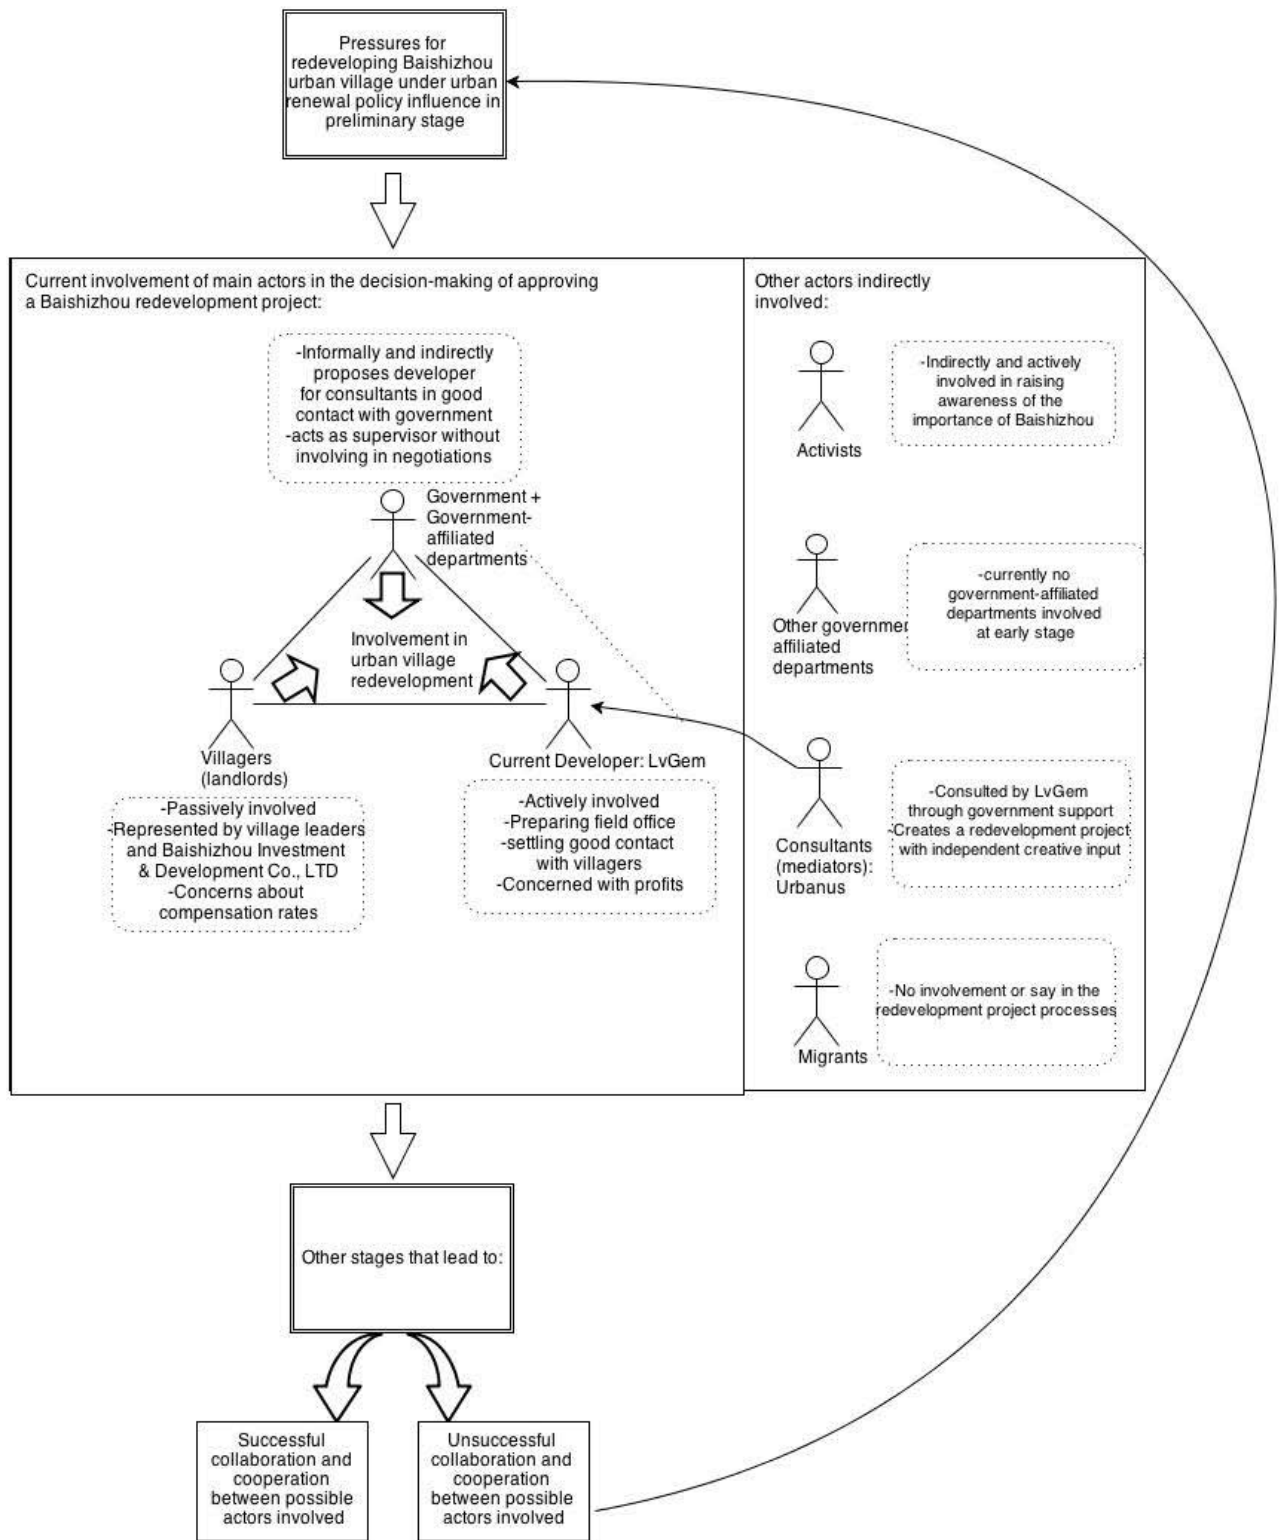 Pressures for
redeveloping Baishizhou
urban village under urban
renewal policy influence in
preliminary stage
Current involvement of main actors in the decision-making of approving
a Baishizhou redevelopment project:
-Informally and indirectly
proposes developer
for consultants in good
contact with government
-acts as supervisor without
involving in negotiations
Government +
Government-
affiliated
departments
Involvement in
urban village
redevelopment
Villagers
(landlords)
-Passively involved
-Represented by village leaders
and Baishizhou Investment
& Development Co., LTD
-Concerns about
compensation rates
Current Developer: LvGem
-Actively involved
-Preparing field office
-settling good contact
with villagers
-Concerned with profits
Other actors indirectly
involved:
-Indirectly and actively
involved in raising
awareness of the
importance of Baishizhou
Activists
-currently no
government-affiliated
departments involved
at early stage
Other governme
affiliated
departments
-Consulted by LvGem
through government support
-Creates a redevelopment project
with independent creative input
Consultants
(mediators):
Urbanus
-No involvement or say in the
redevelopment project processes
Migrants
Other stages that lead to:
Successful
collaboration and
cooperation
between possible
actors involved
Unsuccessful
collaboration and
cooperation
between possible
actors involved